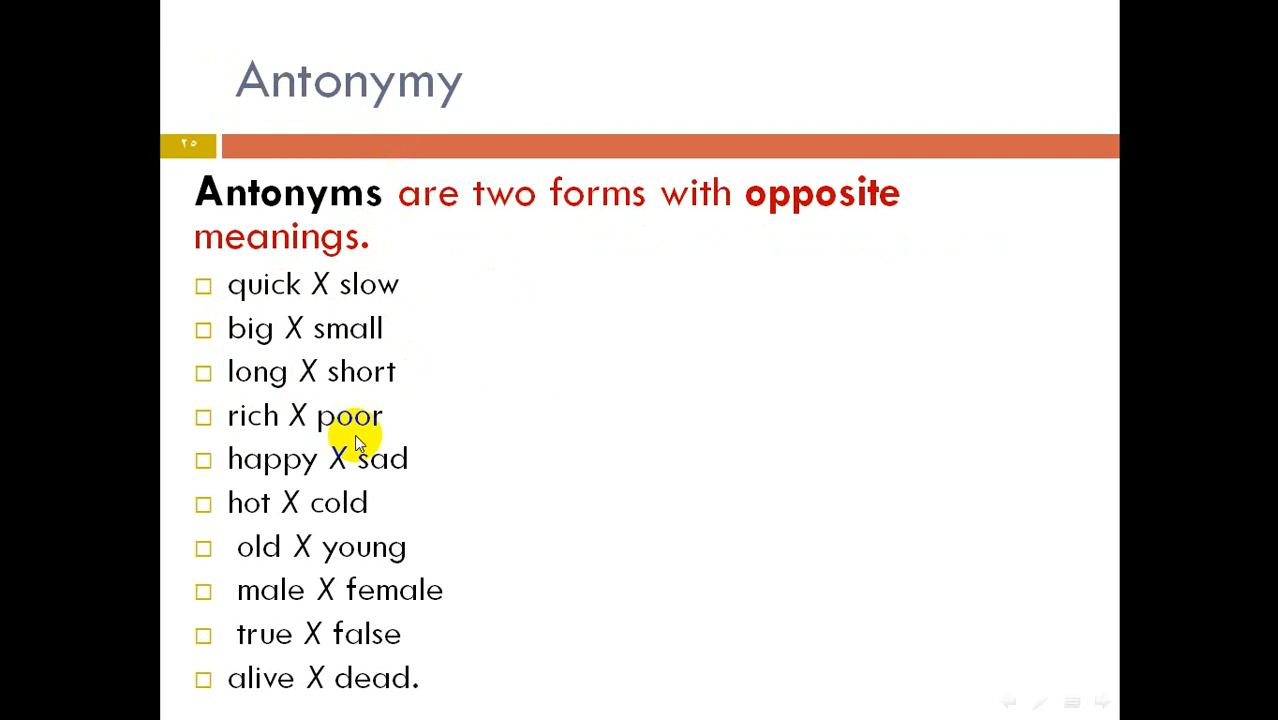 Antonymy
٢٥
Antonyms are two forms with opposite
meanings.
quick X slow
big X small
long X short
rich X poor
happy X sad
hot X cold
old X young
male X female
true X false
alive X dead.